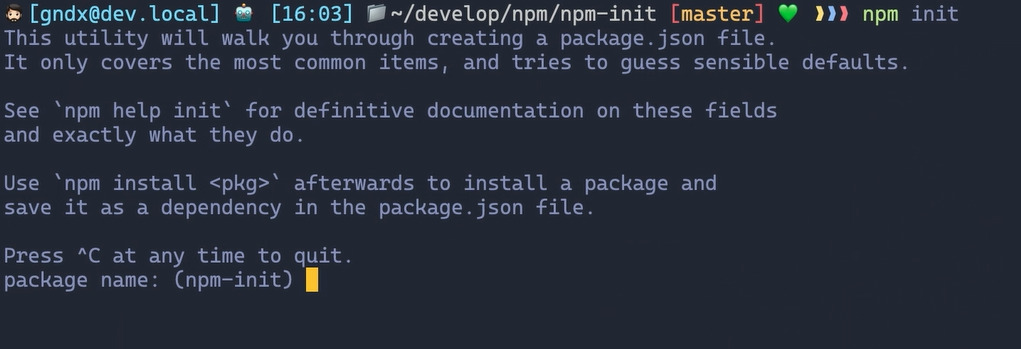 [gndx@dev.local] [16:03] ~/develop/npm/npm-init [master] npm init
This utility will walk you through creating a package.json file.
It only covers the most common items, and tries to guess sensible defaults.
See `npm help init` for definitive documentation on these fields
and exactly what they do.
Use `npm install <pkg>` afterwards to install a package and
save it as a dependency in the package.json file.
Press ^C at any time to quit.
package name: (npm-init)